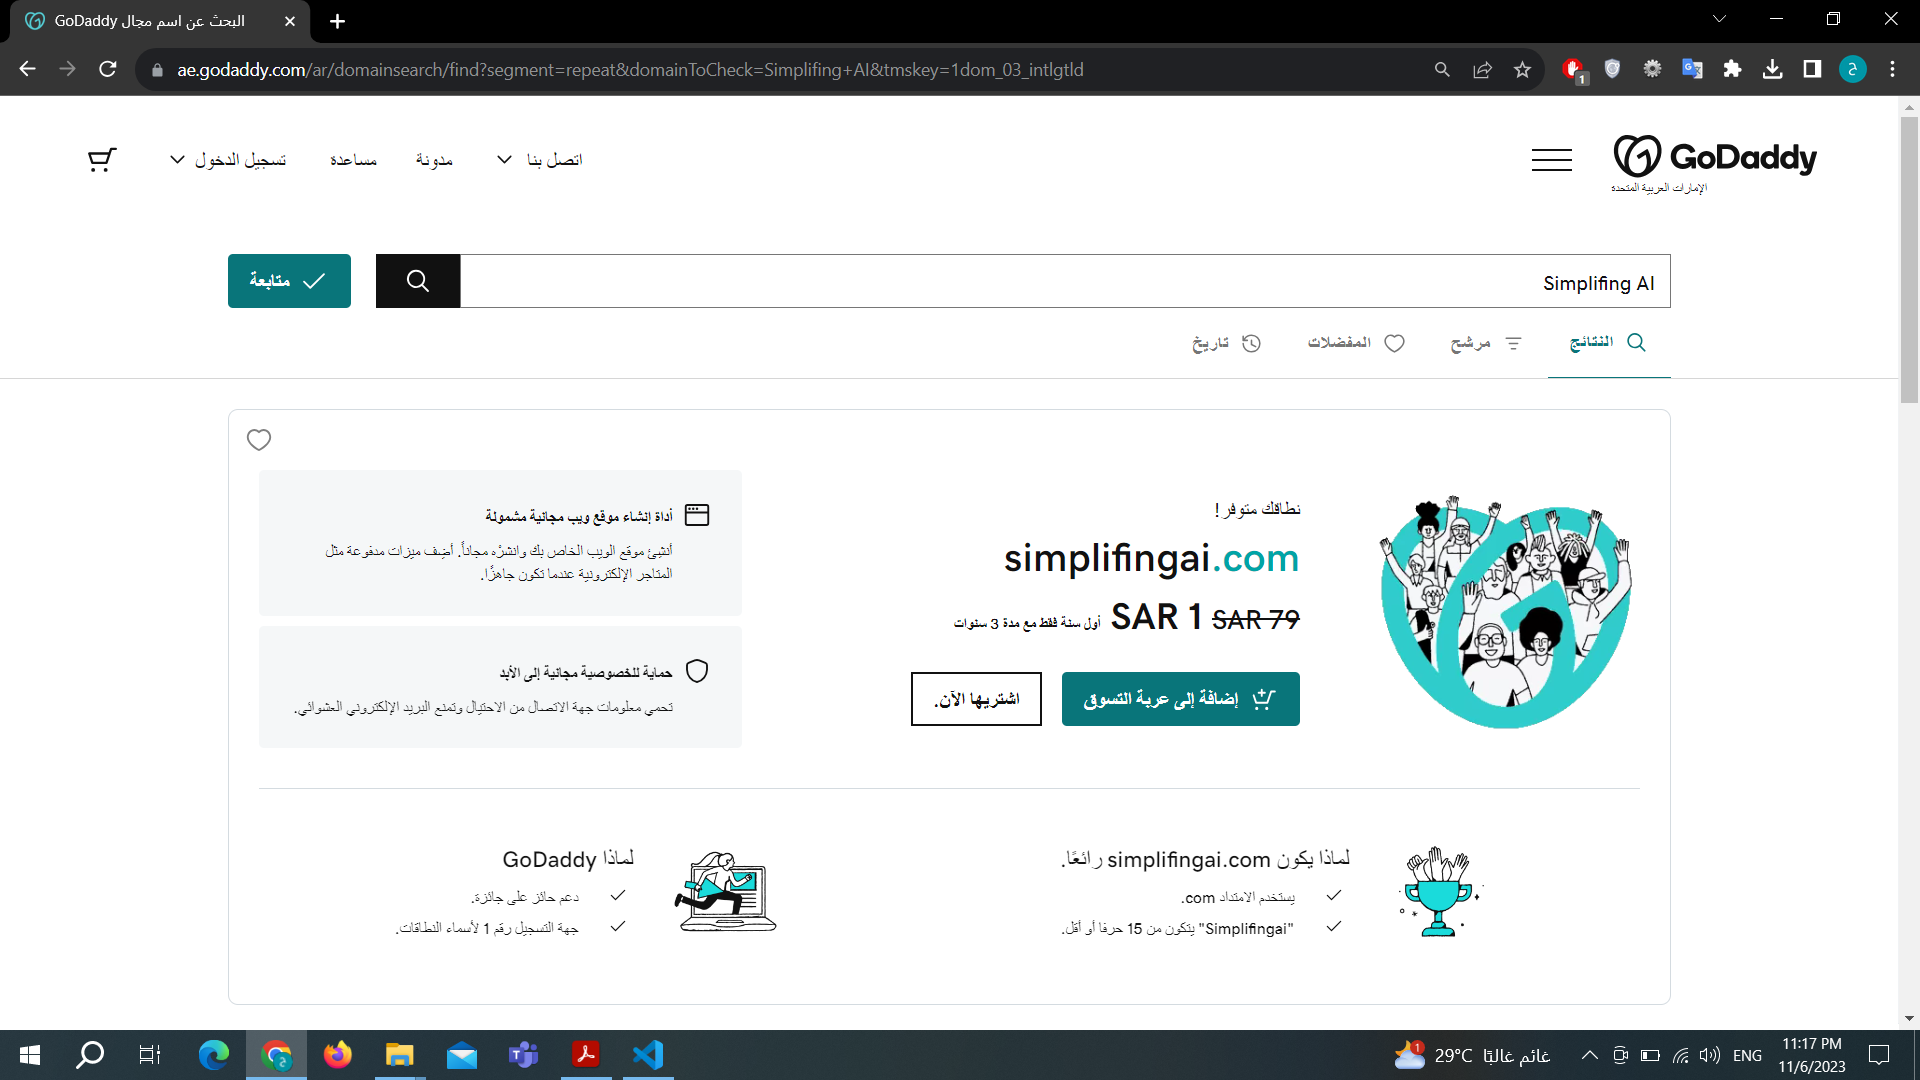 البحث عن اسم مجال GoDaddy
ae.godaddy.com/ar/domainsearch/find?segment=repeat&domainToCheck=Simplifing+AI&tmskey=1dom_03_intlgtld
1
GoDaddy
الإمارات العربية المتحدة
اتصل بنا
مدونة
مساعدة
تسجيل الدخول
Simplifing AI
متابعة
النتائج
مرشح
المفضلات
تاريخ
نطاقك متوفر!
simplifingai.com
SAR 79 SAR 1 أول سنة فقط مع مدة 3 سنوات
إضافة إلى عربة التسوق
اشتريها الآن.
أداة إنشاء موقع ويب مجانية مشمولة
أنشِئ موقع الويب الخاص بك وانشرْه مجاناً. أضِف ميزات مدفوعة مثل
المتاجر الإلكترونية عندما تكون جاهزًا.
حماية للخصوصية مجانية إلى الأبد
تحمي معلومات جهة الاتصال من الاحتيال وتمنع البريد الإلكتروني العشوائي.
لماذا يكون simplifingai.com رائعًا.
يستخدم الامتداد com.
"Simplifingai" يتكون من 15 حرفا أو أقل.
لماذا GoDaddy
دعم حائز على جائزة.
جهة التسجيل رقم 1 لأسماء النطاقات.
1
29°C غائم غالبًا
ENG
11:17 PM
11/6/2023